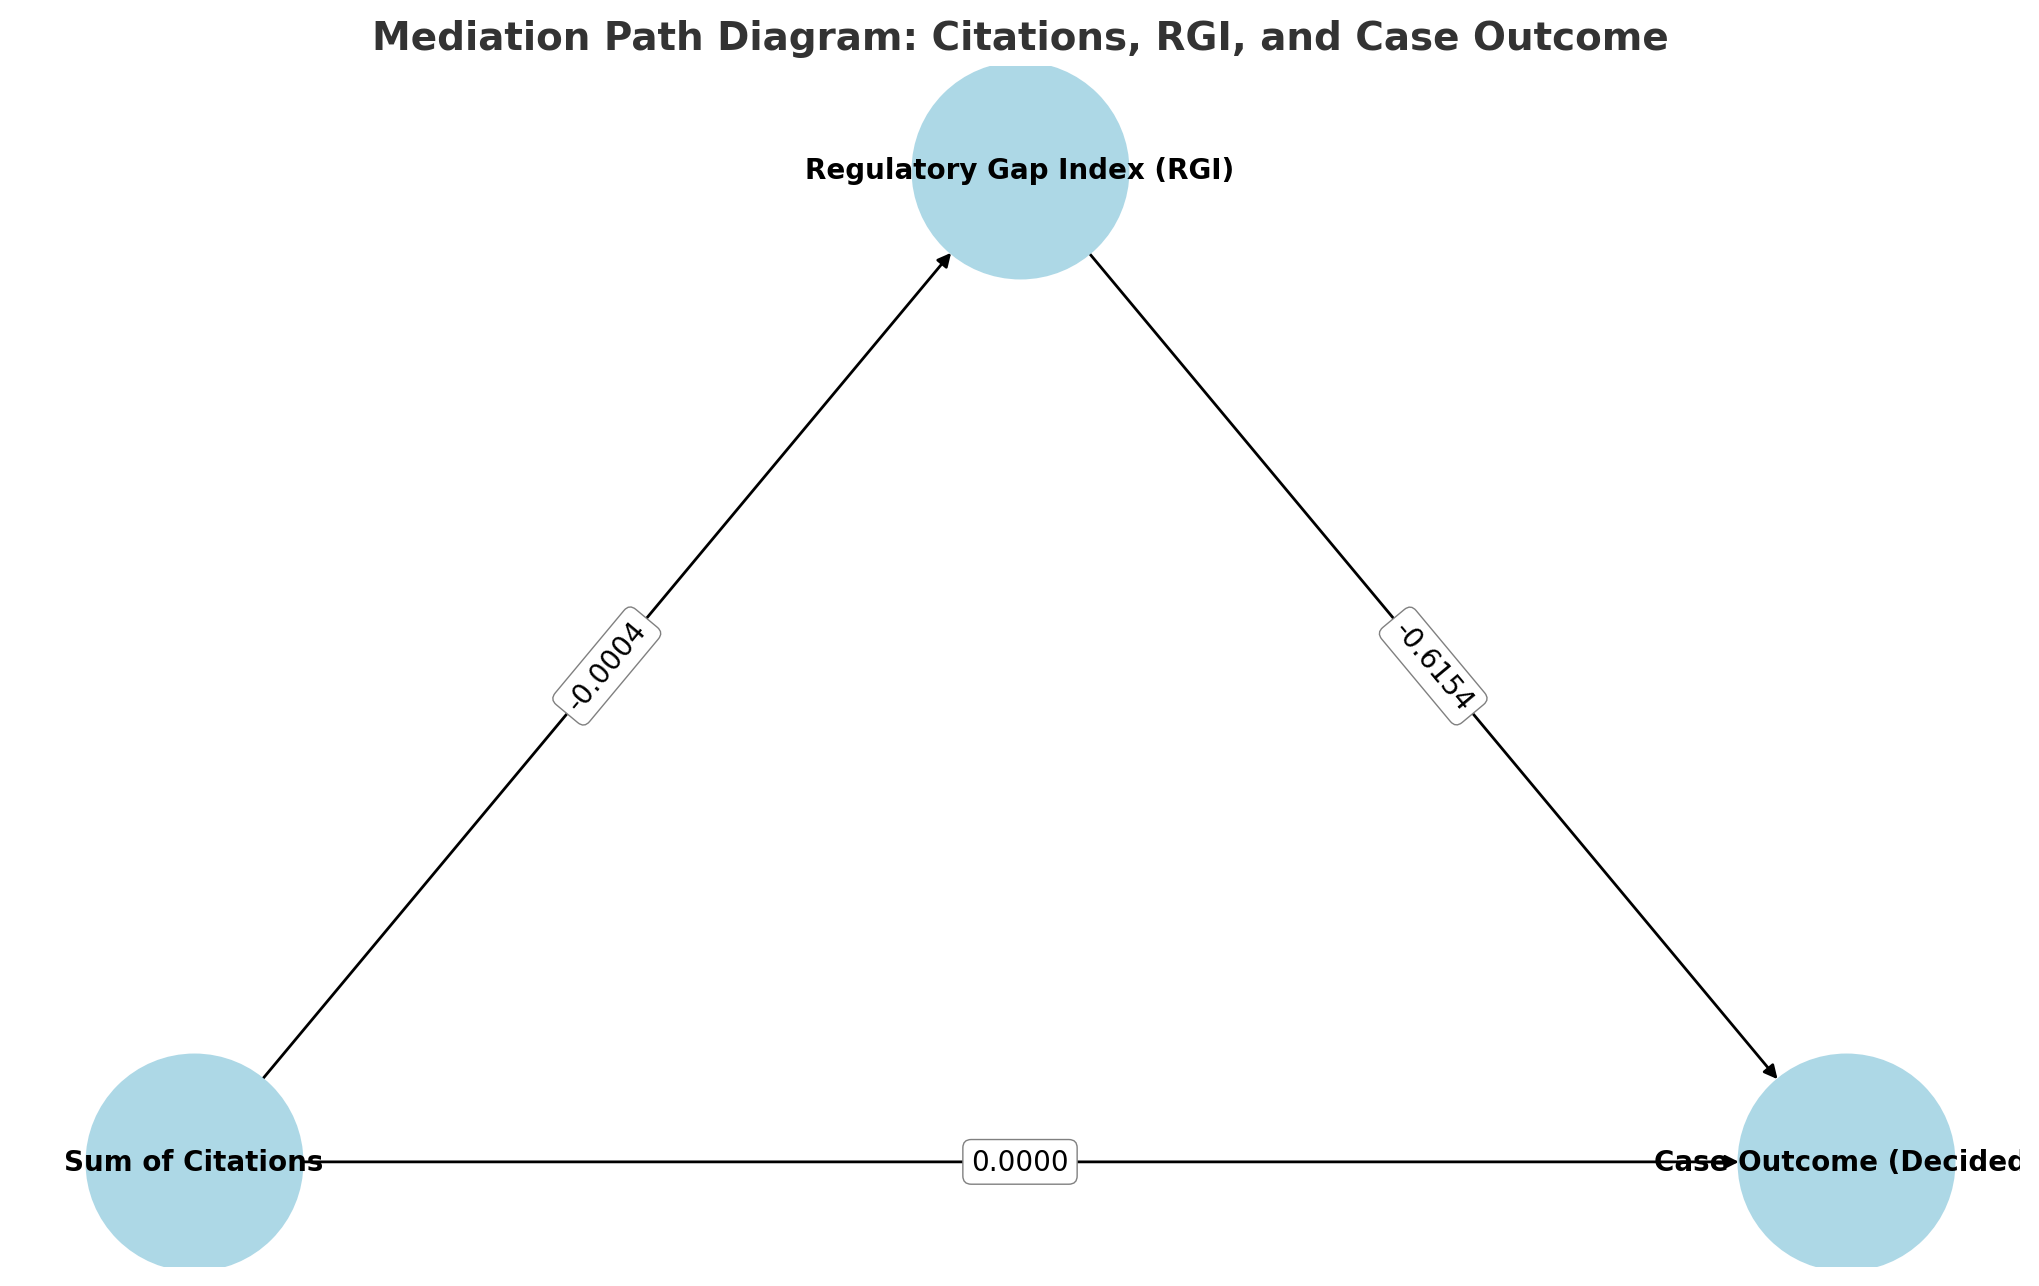 Mediation Path Diagram: Citations, RGI, and Case Outcome
Regulatory Gap Index (RGI)
-0.0004
-0.6154
Sum of Citations
0.0000
Case Outcome (Decided